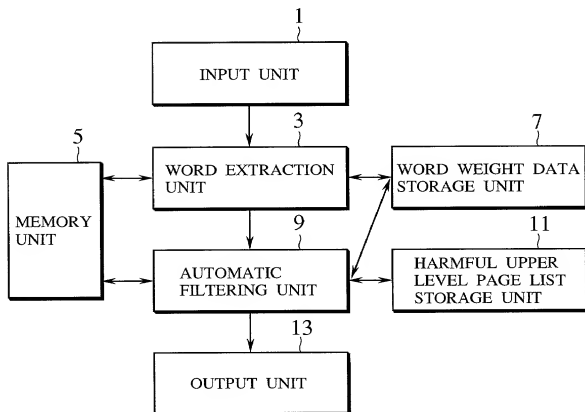 1
INPUT UNIT
3
WORD EXTRACTION
UNIT
5
MEMORY
UNIT
7
WORD WEIGHT DATA
STORAGE UNIT
9
AUTOMATIC
FILTERING UNIT
11
HARMFUL UPPER
LEVEL PAGE LIST
STORAGE UNIT
13
OUTPUT UNIT